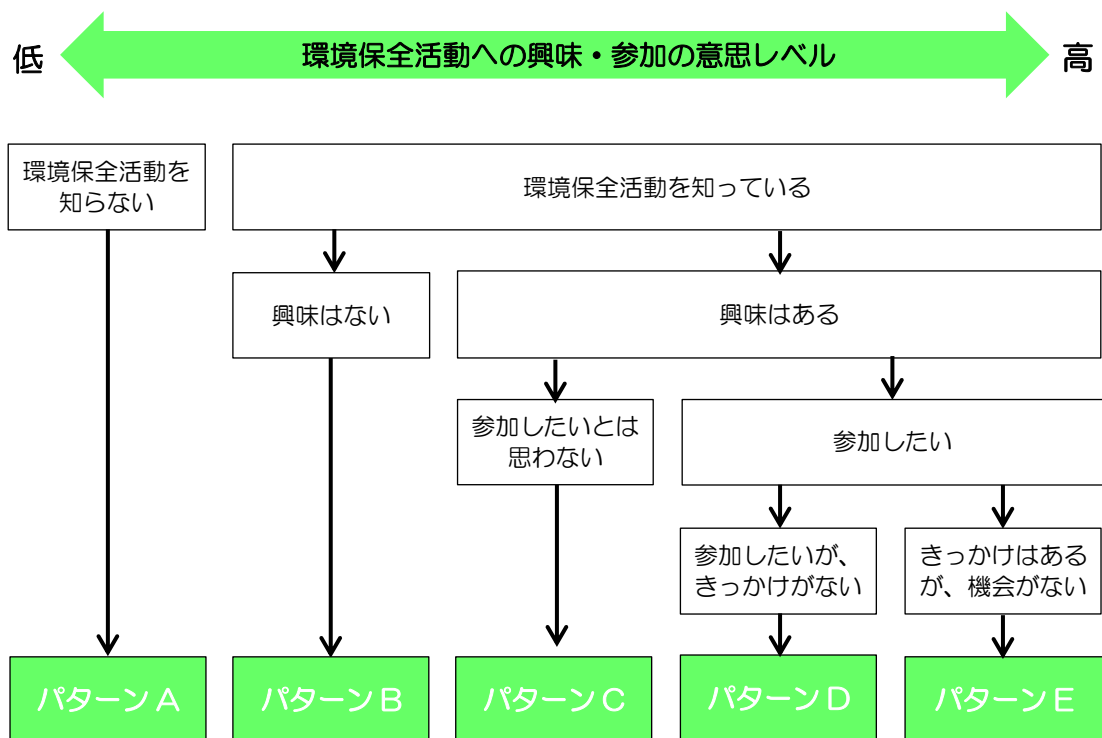 低
環境保全活動への興味・参加の意思レベル
高
環境保全活動を
知らない
環境保全活動を知っている
興味はない
興味はある
参加したいとは
思わない
参加したい
参加したいが、
きっかけがない
きっかけはある
が、機会がない
パターンA
パターンB
パターンC
パターンD
パターンE